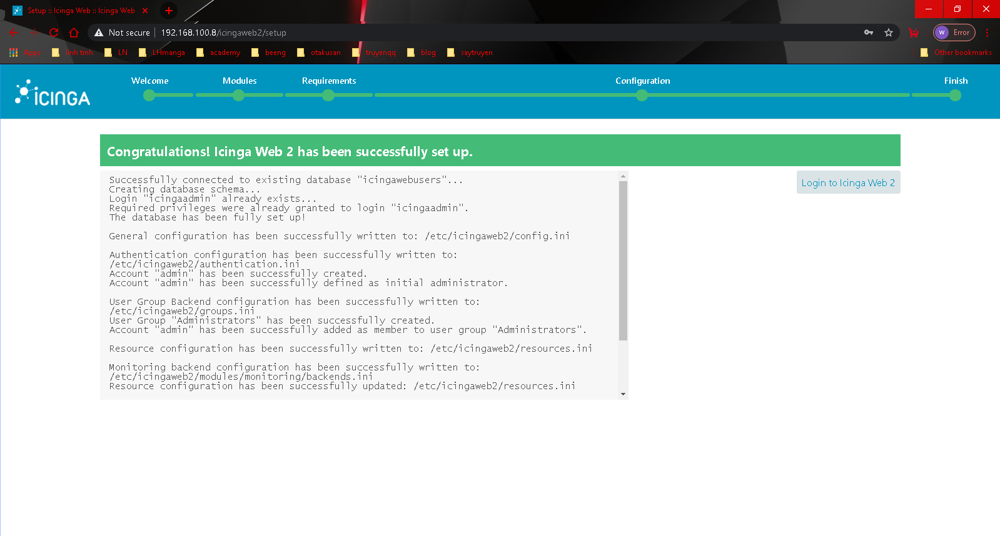 Setup :: Icinga Web :: Icinga Web
Not secure
192.168.100.8/icingaweb2/setup
W
Error
Apps
linh tinh
LN
LHmanga
academy
beeng
otakusan
truyenqq
blog
saytruyen
Other bookmarks
ICINGA
Welcome
Modules
Requirements
Configuration
Finish
Congratulations! Icinga Web 2 has been successfully set up.
Login to Icinga Web 2
Successfully connected to existing database "icingawebusers"...
Creating database schema...
Login "icingaadmin" already exists...
Required privileges were already granted to login "icingaadmin".
The database has been fully set up!
General configuration has been successfully written to: /etc/icingaweb2/config.ini
Authentication configuration has been successfully written to:
/etc/icingaweb2/authentication.ini
Account "admin" has been successfully created.
Account "admin" has been successfully defined as initial administrator.
User Group Backend configuration has been successfully written to:
/etc/icingaweb2/groups.ini
User Group "Administrators" has been successfully created.
Account "admin" has been successfully added as member to user group "Administrators".
Resource configuration has been successfully written to: /etc/icingaweb2/resources.ini
Monitoring backend configuration has been successfully written to:
/etc/icingaweb2/modules/monitoring/backends.ini
Resource configuration has been successfully updated: /etc/icingaweb2/resources.ini